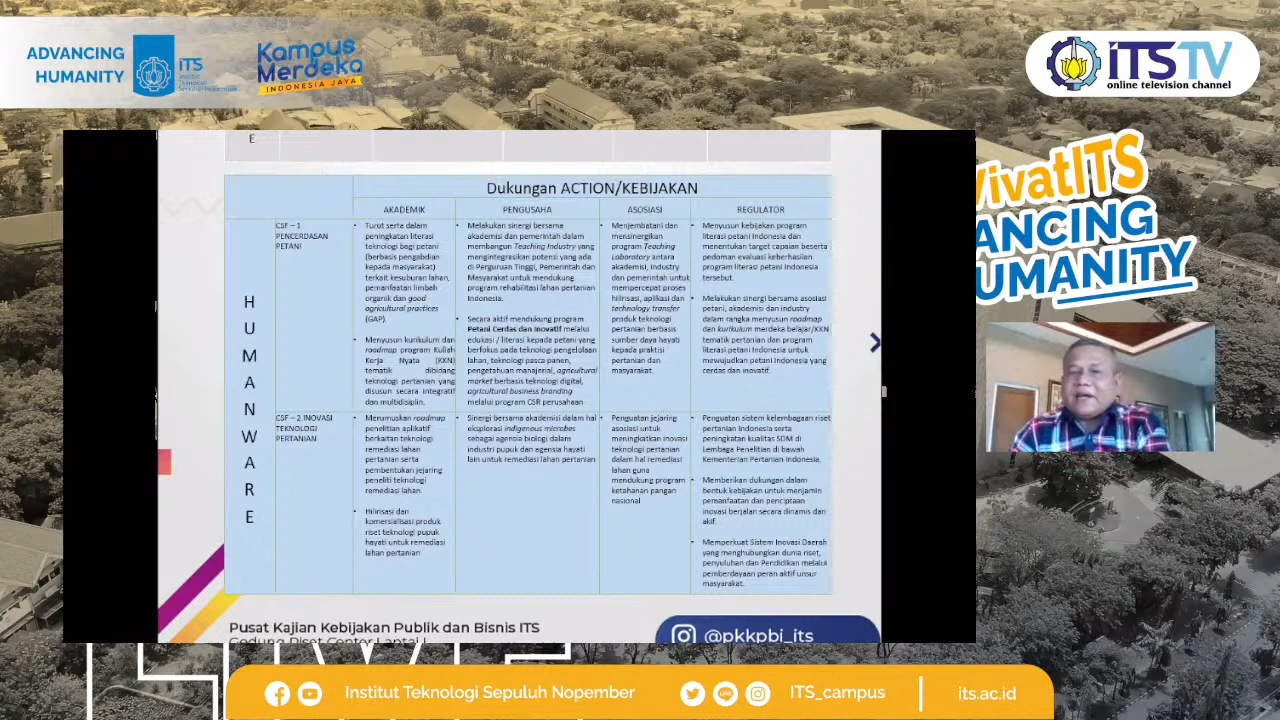 ADVANCING
HUMANITY
ITS
Institut
Teknologi
Sepuluh Nopember
Kampus
Merdeka
INDONESIA JAYA
ITSTV
online television channel
VivatITS
ANCING
UMANITY
E
Dukungan ACTION/KEBIJAKAN
AKADEMIK
PENGUSAHA
ASOSIASI
REGULATOR
HUMANWARE
CSF – 1
PENCERDASAN
PETANI
• Turut serta dalam
peningkatan literasi
teknologi bagi petani
(berbasis pengabdian
kepada masyarakat)
terkait kesuburan lahan,
pemanfaatan limbah
organik dan good
agricultural practices
(GAP).
• Menyusun kurikulum dan
roadmap program Kuliah
Kerja Nyata (KKN)
tematik dibidang
teknologi pertanian yang
disusun secara integratif
dan multidisiplin.
• Melakukan sinergi bersama
akademisi dan pemerintah dalam
membangun Teaching Industry yang
mengintegresikan potensi yang ada
di Perguruan Tinggi, Pemerintah dan
Masyarakat untuk mendukung
program rehabilitasi lahan pertanian
Indonesia.
• Secara aktif mendukung program
Petani Cerdas dan Inovatif melalui
edukasi / literasi kepada petani yang
berfokus pada teknologi pengelolaan
lahan, teknologi pasca panen,
pengetahuan manajerial, agricultural
market berbasis teknologi digital,
agricultural business branding
melalui program CSR perusahaan
• Menjembatani dan
mensinergikan
program Teaching
Laboratory antara
akademisi, industry
dan pemerintah untuk
mempercepat proses
hilirisasi, aplikasi dan
technology transfer
produk teknologi
pertanian berbasis
sumber daya hayati
kepada praktisi
pertanian dan
masyarakat.
• Menyusun kebijakan program
literasi petani Indonesia dan
menentukan target capaian beserta
pedoman evaluasi keberhasilan
program literasi petani Indonesia
tersebut.
• Melakukan sinergi bersama asosiasi
petani, akademis dan industry
dalam rangka menyusun roadmap
dan kurikulum merdeka belajar/KKN
tematik pertanian dan program
literasi petani Indonesia untuk
mewujudkan petani Indonesia yang
cerdas dan inovatif.
CSF – 2 INOVASI
TEKNOLOGI
PERTANIAN
• Merumuskan roadmap
penelitian aplikatif
berkaitan teknologi
remediasi lahan
pertanian serta
pembentukan jejaring
peneliti teknologi
remediasi lahan.
• Hilirisasi dan
komersialisasi produk
riset teknologi pupuk
hayati untuk remediasi
lahan pertanian
• Sinergi bersama akademisi dalam hal
eksplorasi indigenous microbes
sebagai agensia biologi dalam
industri pupuk dan agensia hayati
lain untuk remediasi lahan pertanian
• Penguatan jejaring
asosiasi untuk
meningkatkan inovasi
teknologi pertanian
dalam hal remediasi
lahan guna
mendukung program
ketahanan pangan
nasional
• Penguatan sistem kelembagaan riset
pertanian Indonesia serta
peningkatan kualitas SDM di
Lembaga Penelitian di bawah
Kementerian Pertanian Indonesia.
• Memberikan dukungan dalam
bentuk kebijakan untuk menjamin
pemanfaatan dan penciptaan
inovasi berjalan secara dinamis dan
akif.
• Memperkuat Sistem Inovasi Daerah
yang menghubungkan dunia riset,
penyuluhan dan Pendidikan melalui
pemberdayaan peran aktif unsur
masyarakat.
Pusat Kajian Kebijakan Publik dan Bisnis ITS
Gedung Riset Center Lantai I
@pkkpbi_its
Institut Teknologi Sepuluh Nopember
ITS_campus
its.ac.id